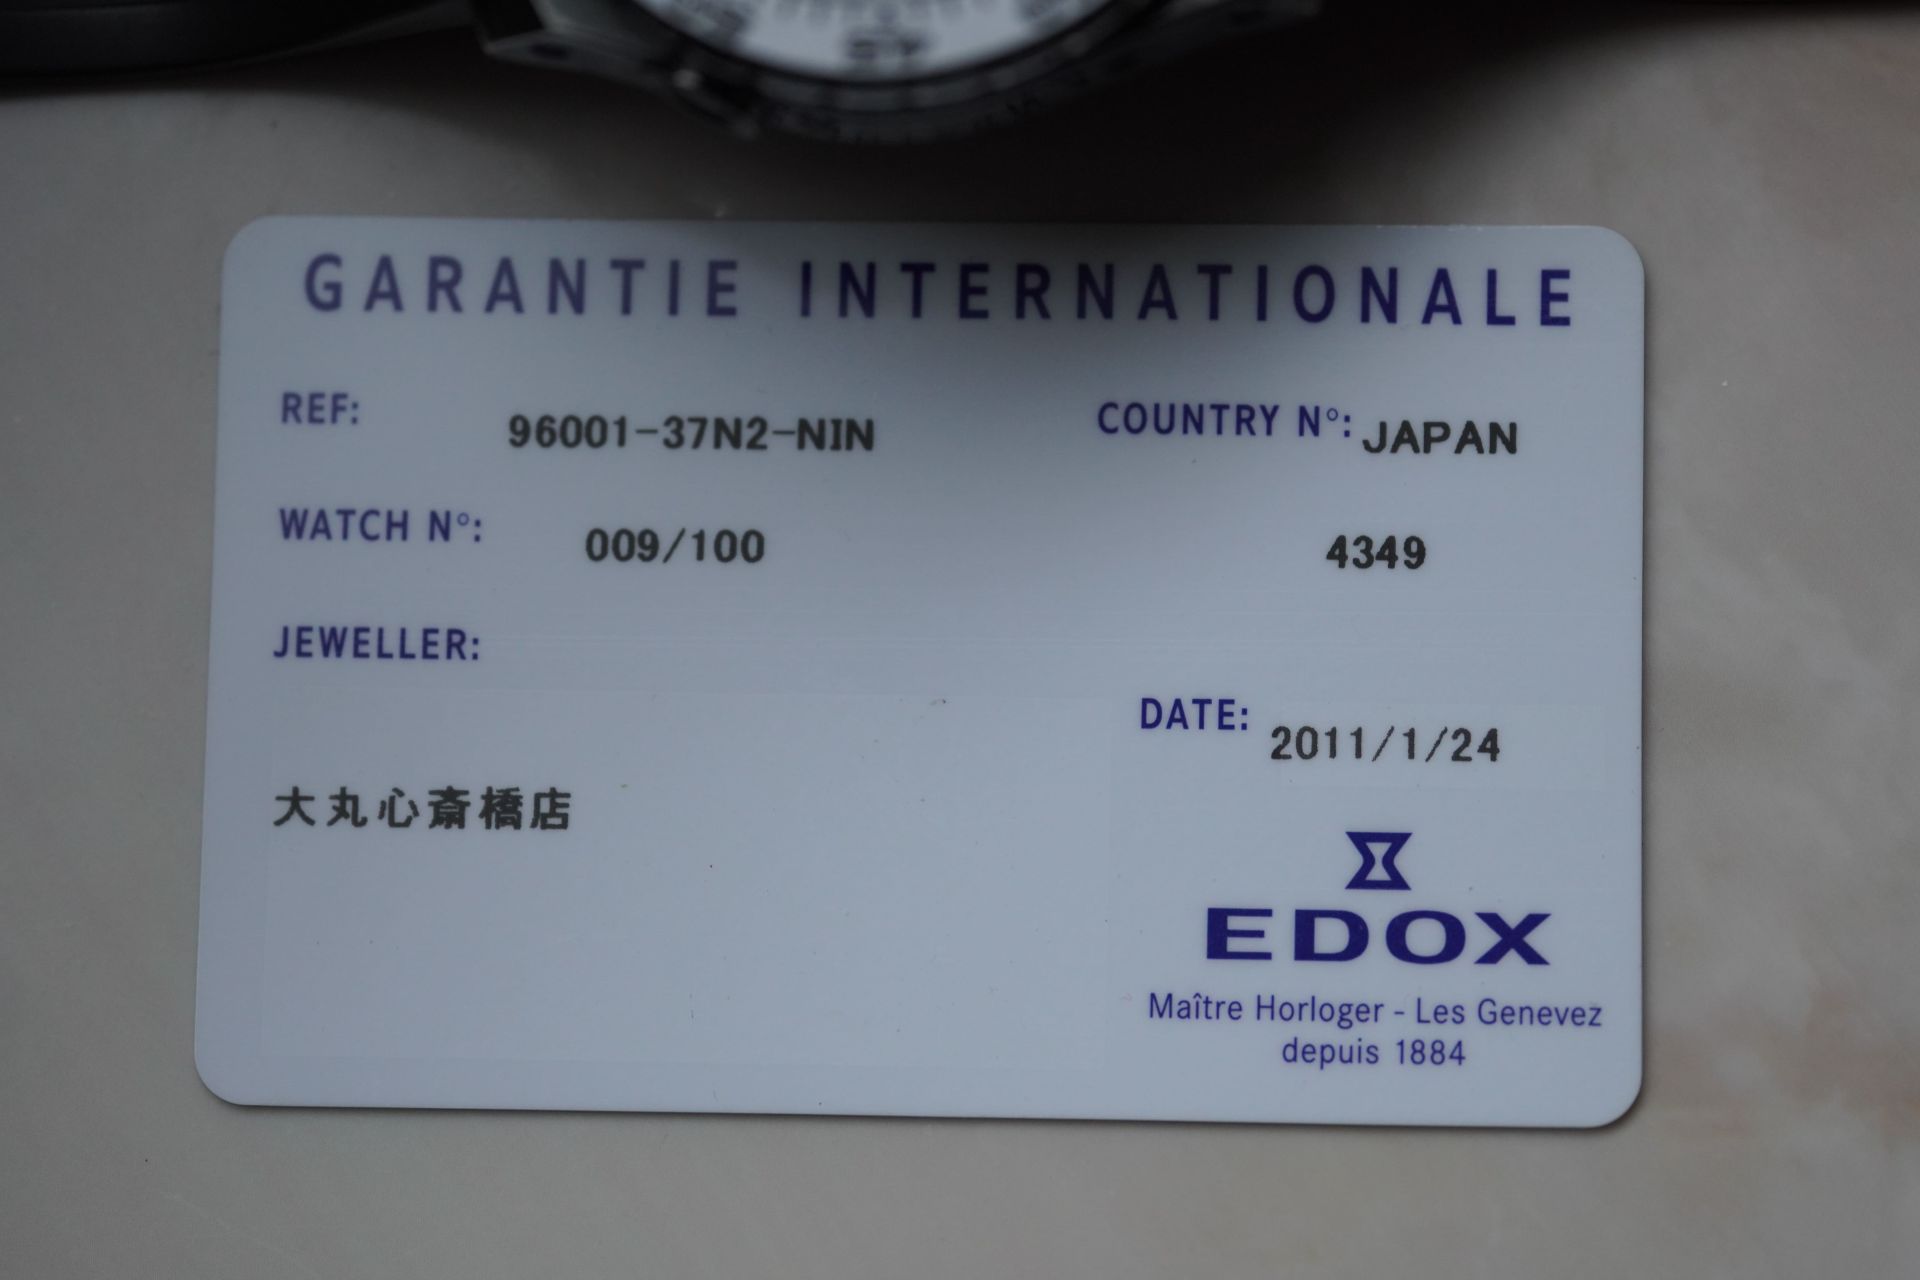 GARANTIE INTERNATIONALE
REF: 96001-37N2-NIN COUNTRY N°: JAPAN
WATCH N°: 009/100 4349
JEWELLER:
DATE: 2011/1/24
大丸心斎橋店
EDOX
Maître Horloger - Les Genevez
depuis 1884